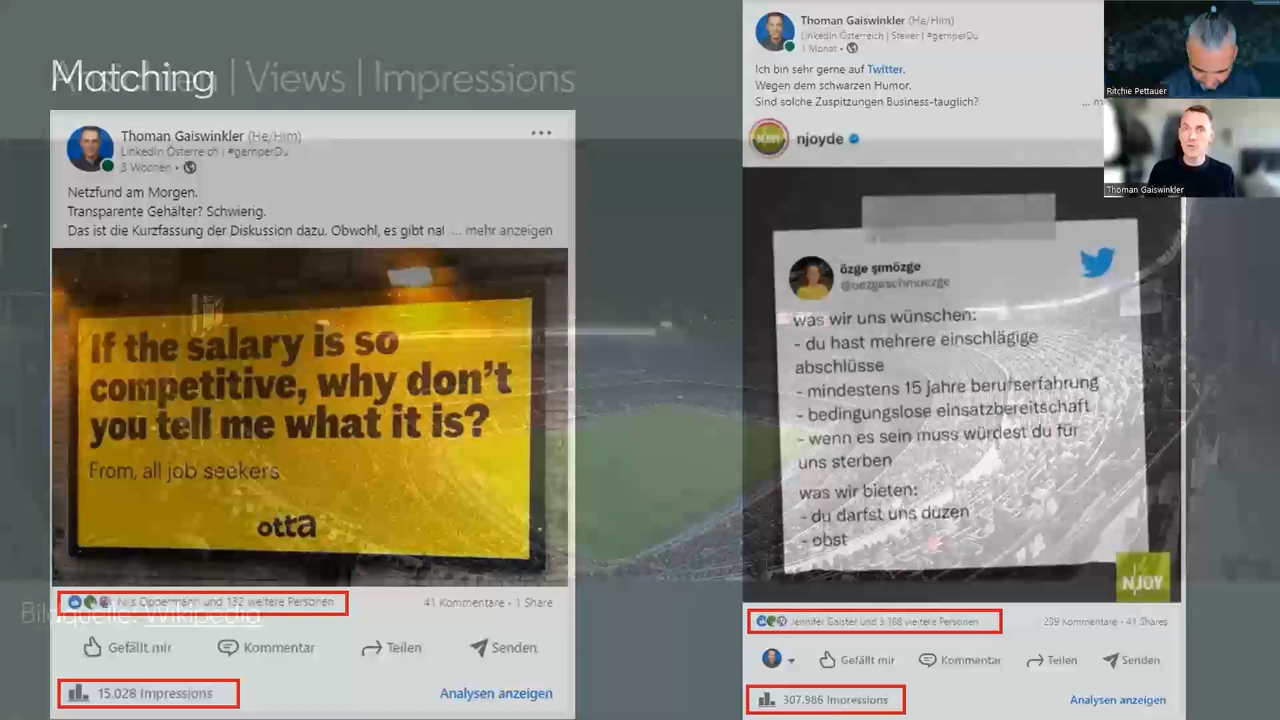 Matching
| Views | Impressions
Thoman Gaiswinkler (He/Him)
LinkedIn Österreich | #gernperDu
3 Wochen •
Netzfund am Morgen.
Transparente Gehälter? Schwierig.
Das ist die Kurzfassung der Diskussion dazu. Obwohl, es gibt nal ... mehr anzeigen
If the salary is so
competitive, why don't
you tell me what it is?
From, all job seekers
otta
Nils Oppermann und 132 weitere Personen
41 Kommentare • 1 Share
Bildquelle: Wikipedia
Gefällt mir
Kommentar
Teilen
Senden
15.028 Impressions
Analysen anzeigen
Thoman Gaiswinkler (He/Him)
LinkedIn Österreich | Steirer | #gernperDu
1 Monat •
Ich bin sehr gerne auf Twitter.
Wegen dem schwarzen Humor.
Sind solche Zuspitzungen Business-tauglich?
... m
NJOY
njoyde
özge şımözge
@oezgeschmoezge
was wir uns wünschen:
- du hast mehrere einschlägige
abschlüsse
- mindestens 15 jahre berufserfahrung
- bedingungslose einsatzbereitschaft
- wenn es sein muss würdest du für
uns sterben
was wir bieten:
- du darfst uns duzen
- obst
NJOY
Jennifer Gaister und 3.168 weitere Personen
239 Kommentare • 41 Shares
Gefällt mir
Kommentar
Teilen
Senden
307.986 Impressions
Analysen anzeigen
Ritchie Pettauer
Thoman Gaiswinkler